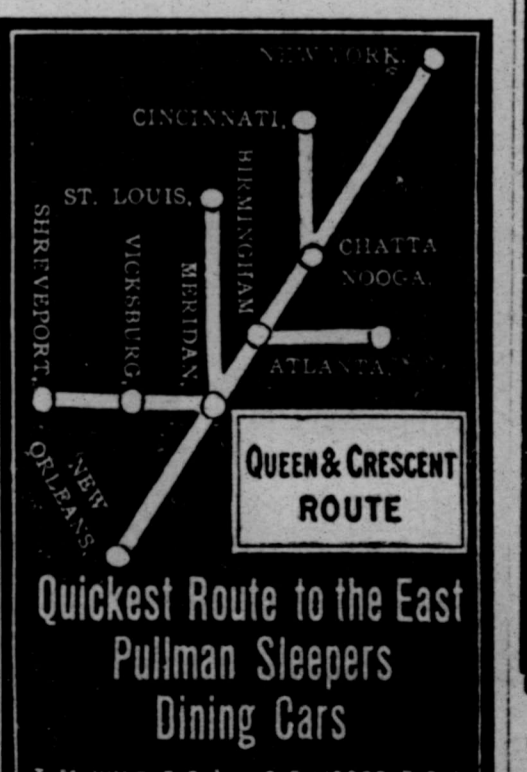 NEW YORK.
CINCINNATI,
ST. LOUIS,
BIRMINGHAM
SHREVEPORT,
VICKSBURG,
MERIDAN,
CHATTA
NOOGA,
ATLANTA,
NEW
ORLEANS,
QUEEN & CRESCENT
ROUTE
Quickest Route to the East
Pullman Sleepers
Dining Cars